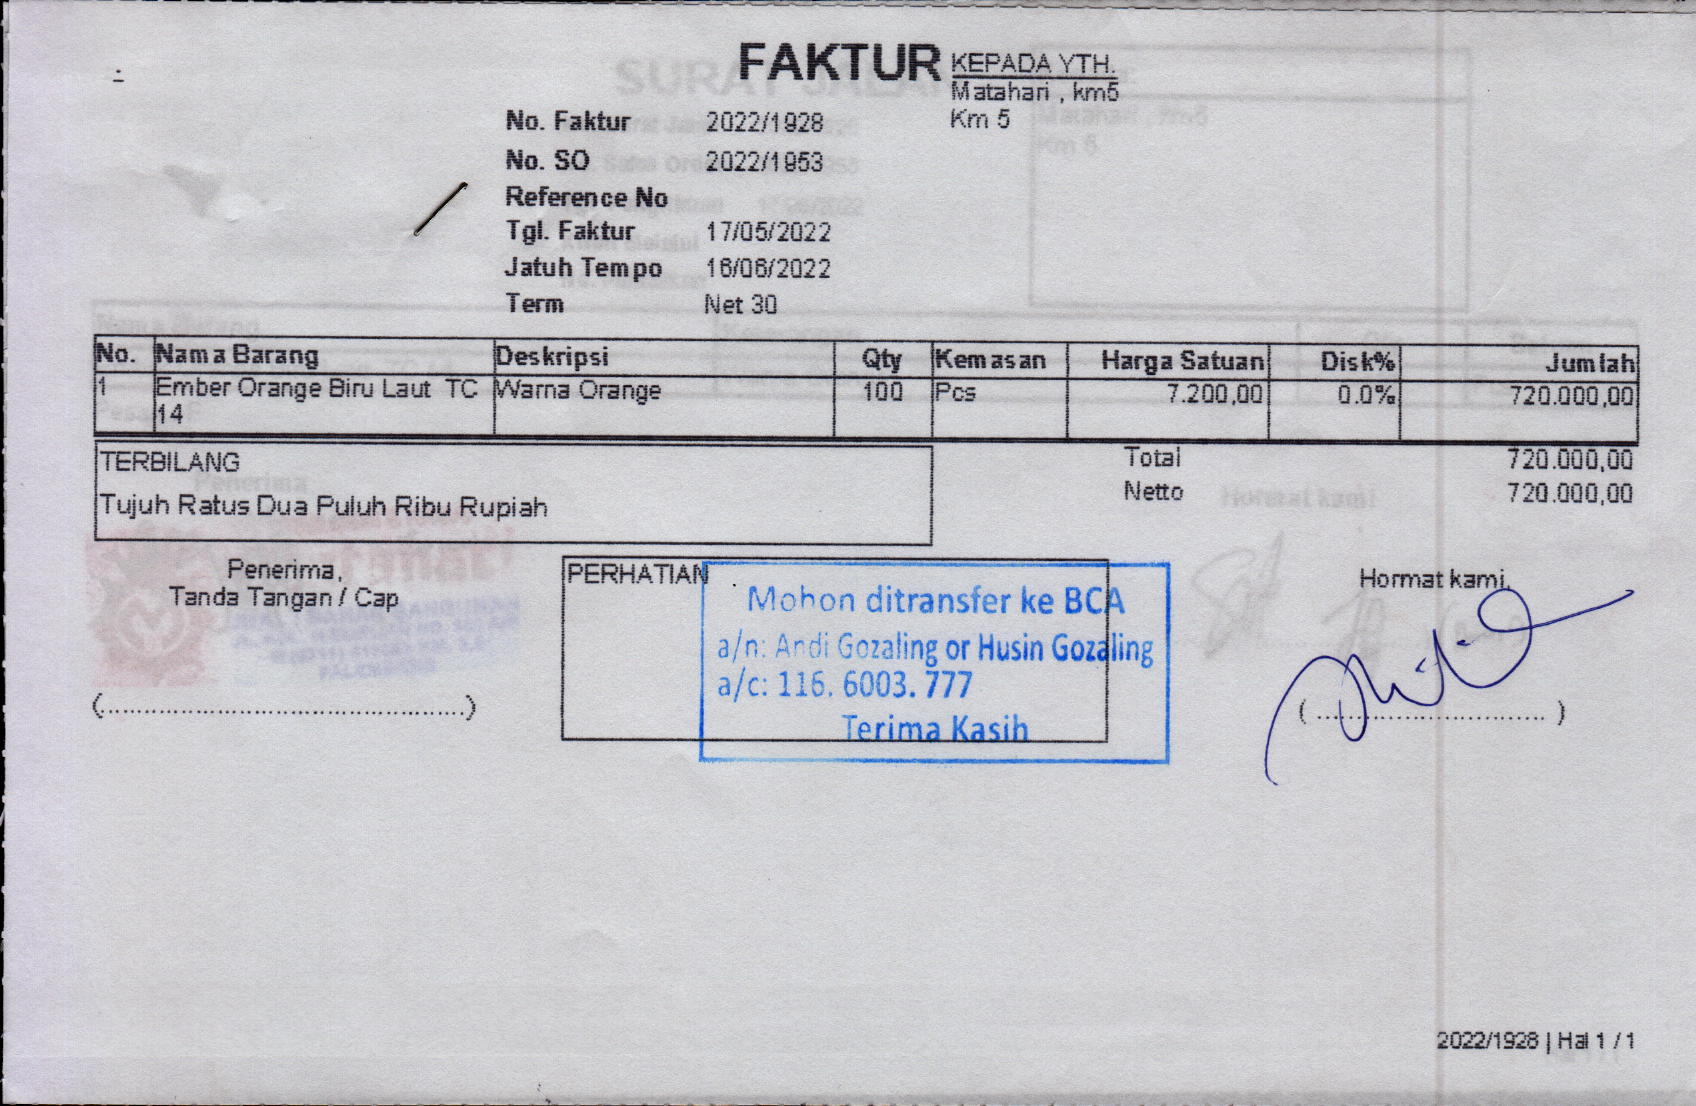 FAKTUR
KEPADA YTH.
Matahari , km5
Km 5
No. Faktur 2022/1928
No. SO 2022/1953
Reference No
Tgl. Faktur 17/05/2022
Jatuh Tempo 16/06/2022
Term Net 30
No. Nama Barang Deskripsi Qty Kemasan Harga Satuan Disk% Jumlah
1 Ember Orange Biru Laut TC 14 Warna Orange 100 Pcs 7.200,00 0.0% 720.000,00
TERBILANG
Tujuh Ratus Dua Puluh Ribu Rupiah
Total 720.000,00
Netto 720.000,00
Penerima,
Tanda Tangan / Cap
(............................................)
PERHATIAN
Mohon ditransfer ke BCA
a/n: Andi Gozaling or Husin Gozaling
a/c: 116. 6003. 777
Terima Kasih
Hormat kami,
( ............................ )
2022/1928 | Hal 1 / 1